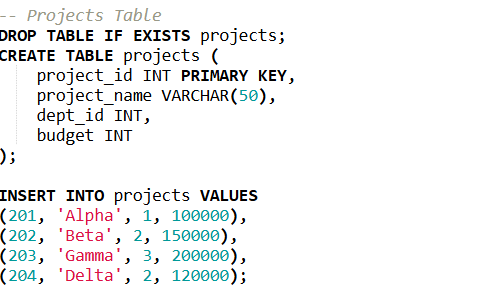 -- Projects Table
DROP TABLE IF EXISTS projects;
CREATE TABLE projects (
    project_id INT PRIMARY KEY,
    project_name VARCHAR(50),
    dept_id INT,
    budget INT
);

INSERT INTO projects VALUES
(201, 'Alpha', 1, 100000),
(202, 'Beta', 2, 150000),
(203, 'Gamma', 3, 200000),
(204, 'Delta', 2, 120000);